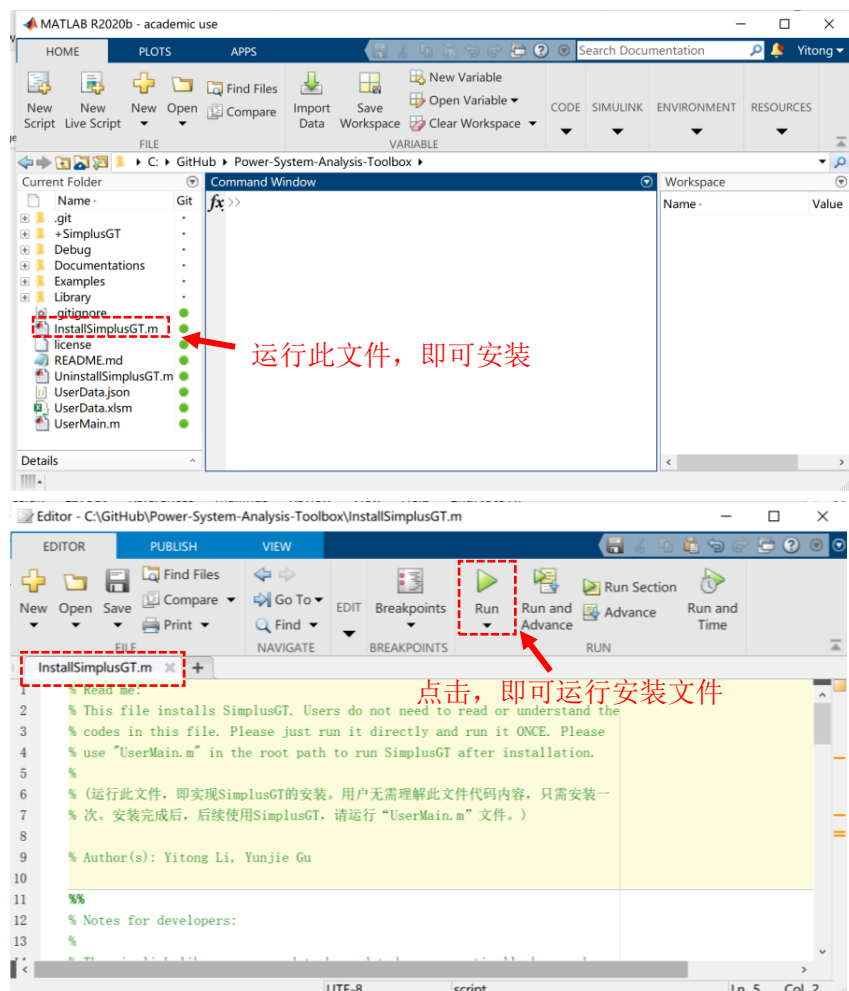 MATLAB R2020b - academic use
HOME PLOTS APPS Search Documentation Yitong
New Script New Live Script New Open Find Files Compare Import Data Save Workspace New Variable Open Variable Clear Workspace CODE SIMULINK ENVIRONMENT RESOURCES
FILE VARIABLE
C: GitHub Power-System-Analysis-Toolbox
Current Folder Command Window Workspace
Name Git fx >> Name Value
.git
+SimplusGT
Debug
Documentations
Examples
Library
.gitignore
InstallSimplusGT.m
运行此文件，即可安装
license
README.md
UninstallSimplusGT.m
UserData.json
UserData.xlsm
UserMain.m
Details
Editor - C:\GitHub\Power-System-Analysis-Toolbox\InstallSimplusGT.m
EDITOR PUBLISH VIEW
New Open Save Find Files Compare Print Go To Find EDIT Breakpoints Run Run and Advance Run Section Advance Run and Time
FILE NAVIGATE BREAKPOINTS RUN
InstallSimplusGT.m
点击，即可运行安装文件
1 % Read me:
2 % This file installs SimplusGT. Users do not need to read or understand the
3 % codes in this file. Please just run it directly and run it ONCE. Please
4 % use "UserMain.m" in the root path to run SimplusGT after installation.
5 %
6 % (运行此文件，即实现SimplusGT的安装。用户无需理解此文件代码内容，只需安装一
7 % 次。安装完成后，后续使用SimplusGT，请运行“UserMain.m”文件。)
8
9 % Author(s): Yitong Li, Yunjie Gu
10
11 %%
12 % Notes for developers:
13 %
UTF-8 script Ln 5 Col 2